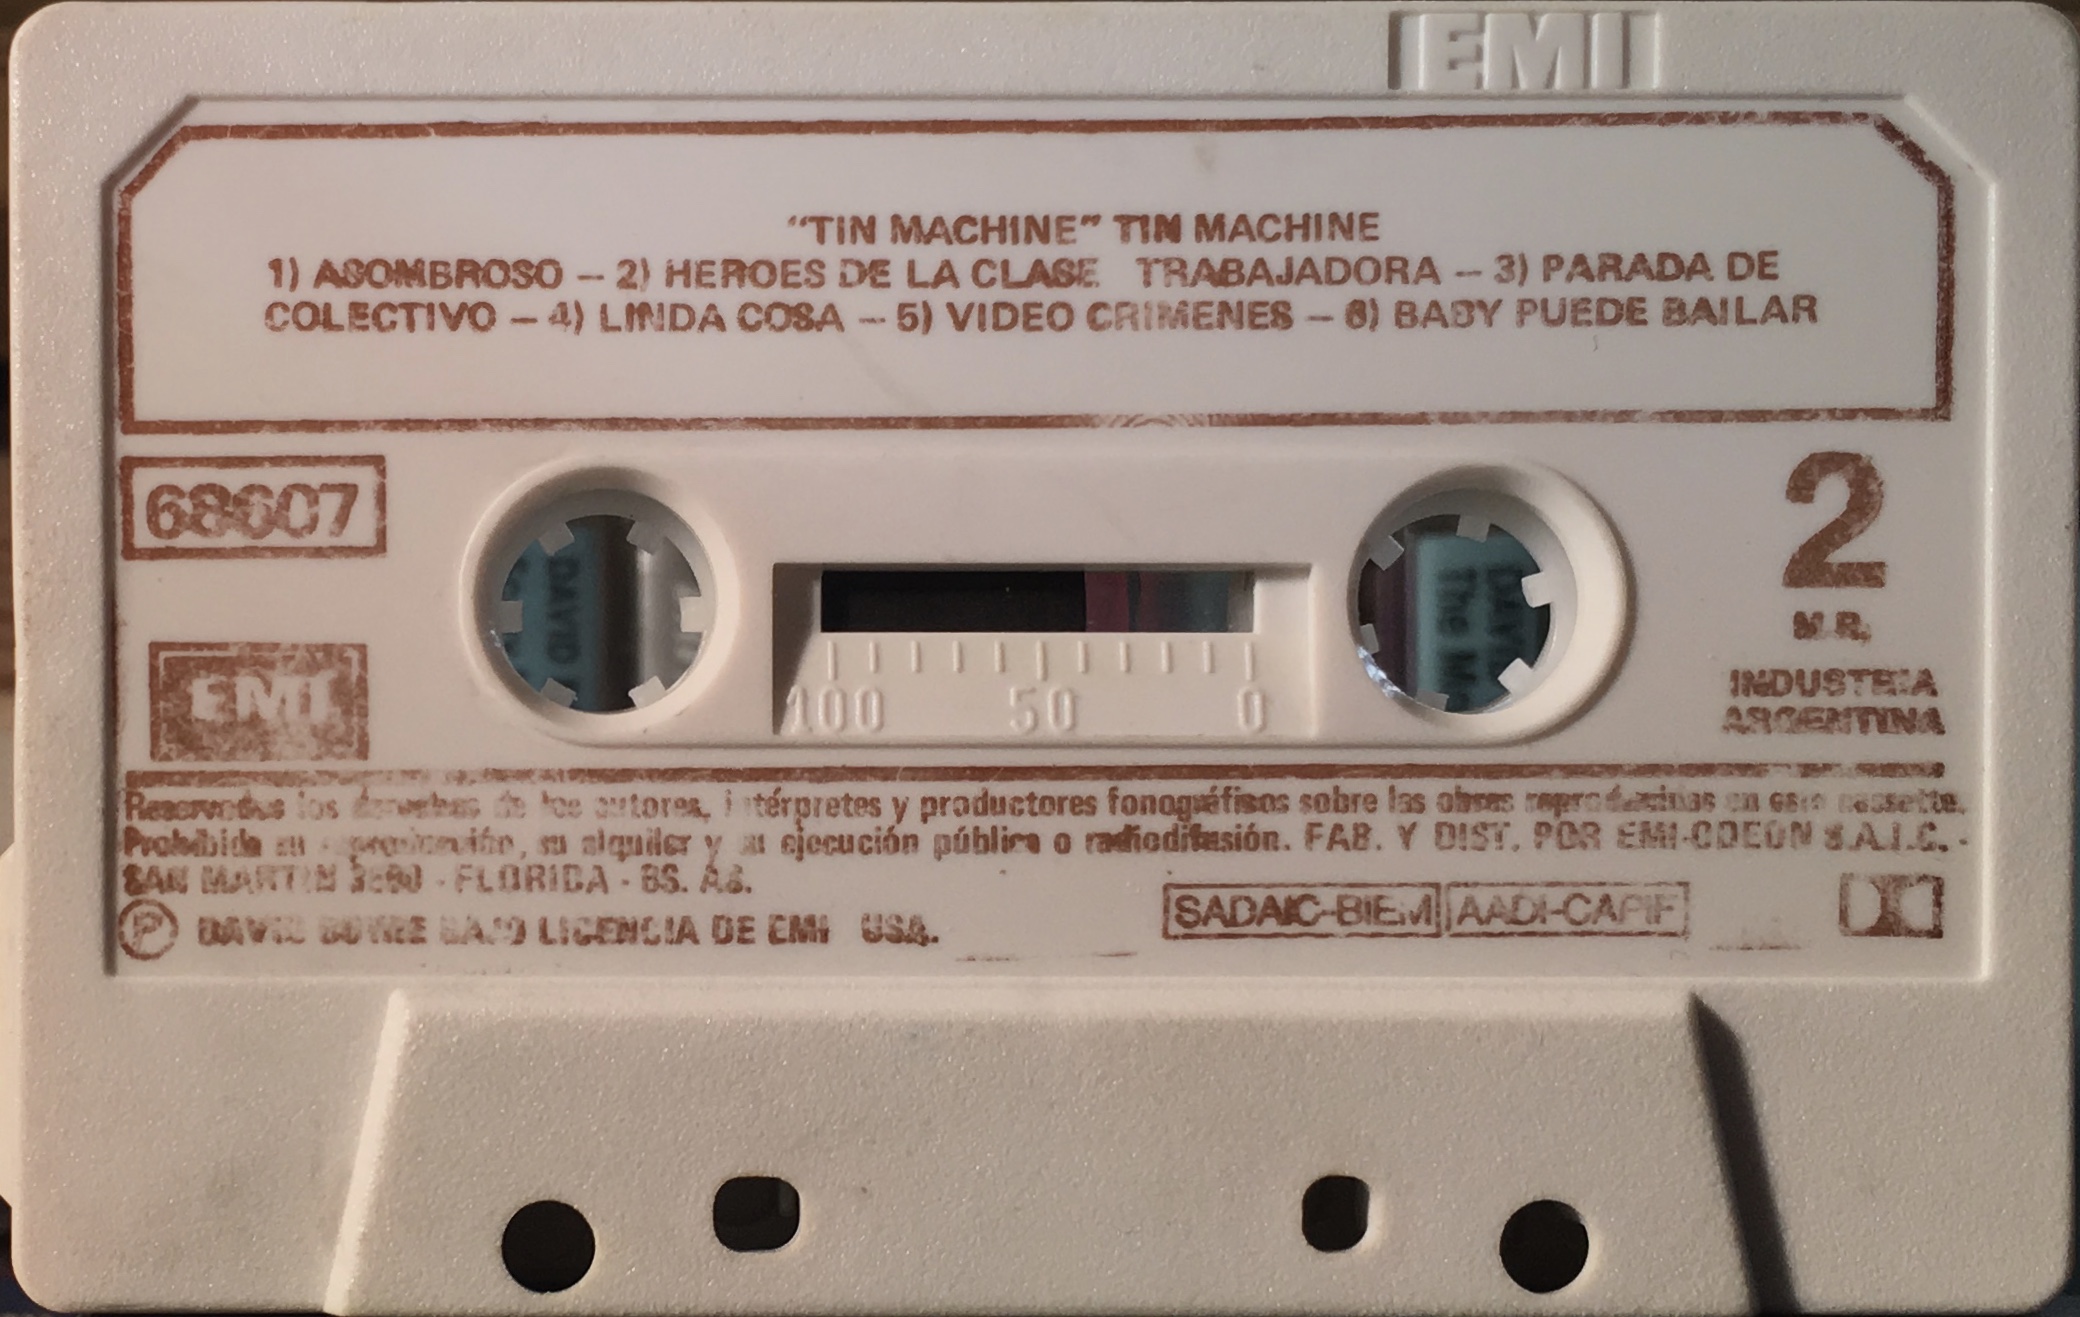 EMI
“TIN MACHINE” TIN MACHINE
1) ASOMBROSO – 2) HEROES DE LA CLASE TRABAJADORA – 3) PARADA DE
COLECTIVO – 4) LINDA COSA – 5) VIDEO CRIMENES – 6) BABY PUEDE BAILAR
68607
2
M.R.
INDUSTRIA
ARGENTINA
EMI
100 50 0
DAVID
The
Reservados los derechos de los autores, intérpretes y productores fonográficos sobre las obras reproducidas en este cassette.
Prohibida su reproducción, su alquiler y su ejecución pública o radiodifusión. FAB. Y DIST. POR EMI-ODEON S.A.I.C. -
SAN MARTIN - FLORIDA - BS. AS.
Ⓟ DAVID BOWIE BAJO LICENCIA DE EMI USA.
SADAIC-BIEM AADI-CAPIF